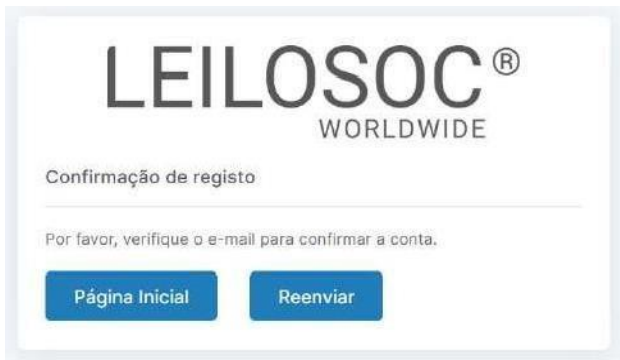 LEILOSOC®
WORLDWIDE
Confirmação de registo
Por favor, verifique o e-mail para confirmar a conta.
Página Inicial
Reenviar